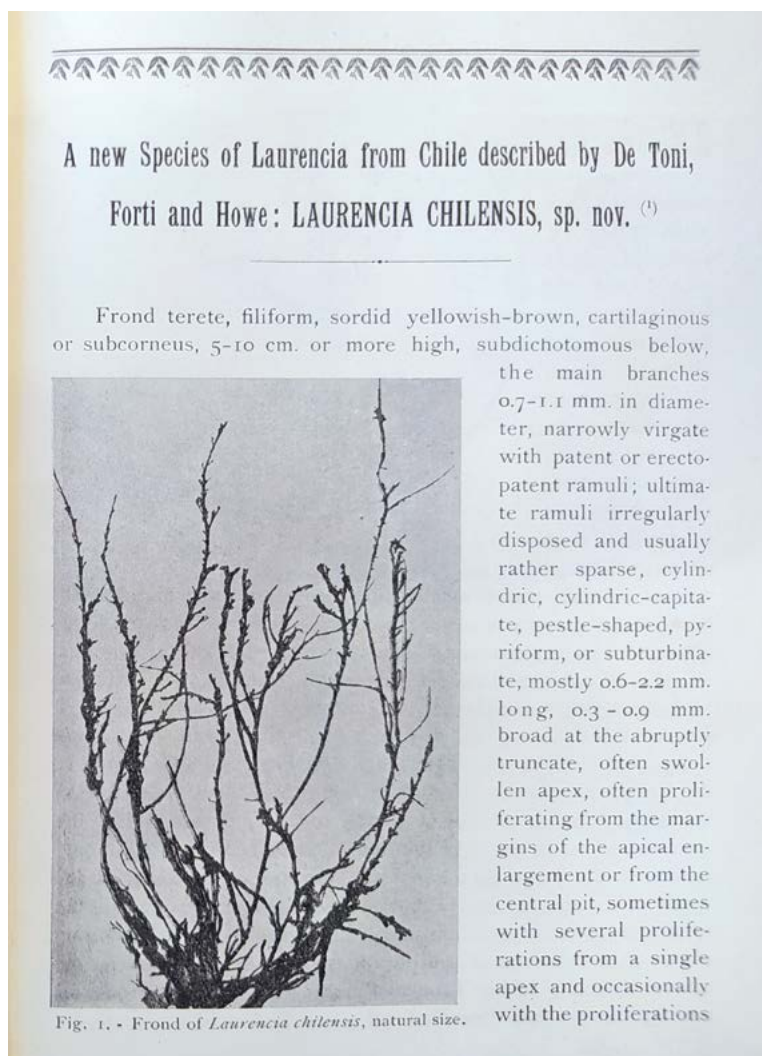 A new Species of Laurencia from Chile described by De Toni,
Forti and Howe: LAURENCIA CHILENSIS, sp. nov. (1)
Frond terete, filiform, sordid yellowish-brown, cartilaginous
or subcorneus, 5-10 cm. or more high, subdichotomous below,
the main branches
0.7-1.1 mm. in diame-
ter, narrowly virgate
with patent or erecto-
patent ramuli; ultima-
te ramuli irregularly
disposed and usually
rather sparse, cylin-
dric, cylindric-capita-
te, pestle-shaped, py-
riform, or subturbina-
te, mostly 0.6-2.2 mm.
long, 0.3 - 0.9 mm.
broad at the abruptly
truncate, often swol-
len apex, often proli-
ferating from the mar-
gins of the apical en-
largement or from the
central pit, sometimes
with several prolife-
rations from a single
apex and occasionally
with the proliferations
Fig. 1. - Frond of Laurencia chilensis, natural size.